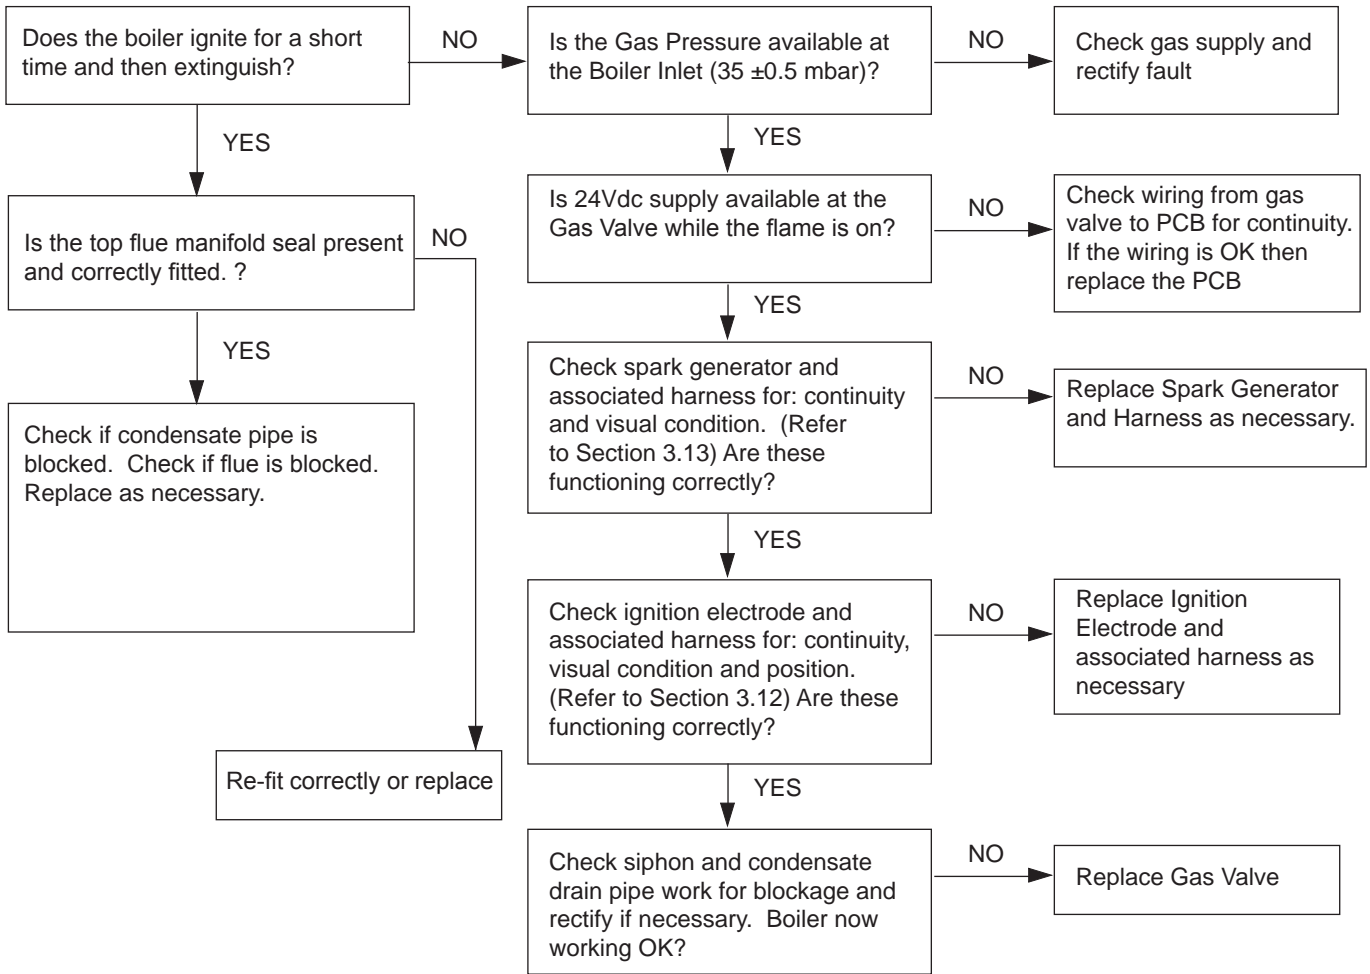 Does the boiler ignite for a short
time and then extinguish?
NO
Is the Gas Pressure available at
the Boiler Inlet (35 ±0.5 mbar)?
NO
Check gas supply and
rectify fault
YES
YES
Is the top flue manifold seal present
and correctly fitted. ?
NO
Is 24Vdc supply available at the
Gas Valve while the flame is on?
NO
Check wiring from gas
valve to PCB for continuity.
If the wiring is OK then
replace the PCB
YES
YES
Check if condensate pipe is
blocked.  Check if flue is blocked.
Replace as necessary.
Check spark generator and
associated harness for: continuity
and visual condition.  (Refer
to Section 3.13) Are these
functioning correctly?
NO
Replace Spark Generator
and Harness as necessary.
YES
Check ignition electrode and
associated harness for: continuity,
visual condition and position.
(Refer to Section 3.12) Are these
functioning correctly?
NO
Replace Ignition
Electrode and
associated harness as
necessary
Re-fit correctly or replace
YES
Check siphon and condensate
drain pipe work for blockage and
rectify if necessary.  Boiler now
working OK?
NO
Replace Gas Valve